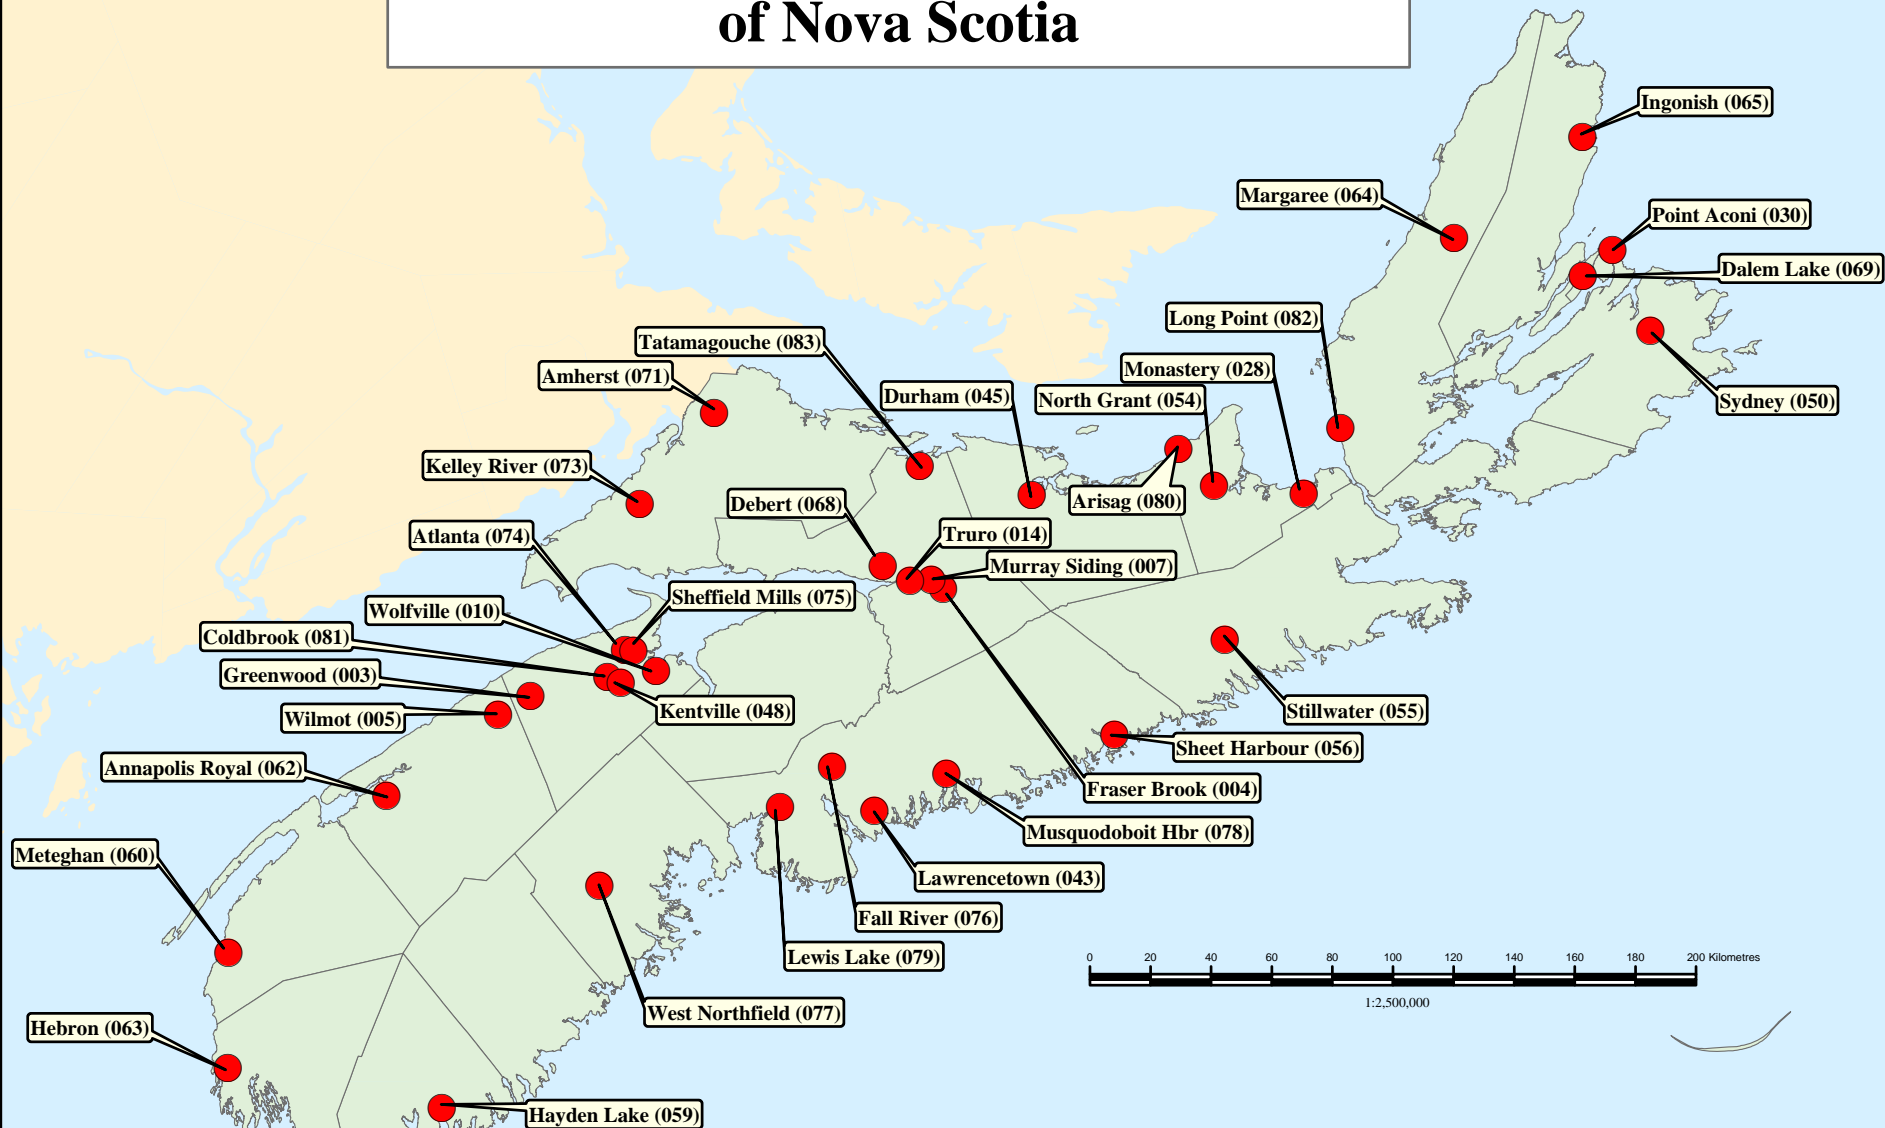 of Nova Scotia
Ingonish (065)
Margaree (064)
Point Aconi (030)
Dalem Lake (069)
Long Point (082)
Tatamagouche (083)
Monastery (028)
Amherst (071)
Durham (045)
North Grant (054)
Sydney (050)
Kelley River (073)
Debert (068)
Arisag (080)
Atlanta (074)
Truro (014)
Murray Siding (007)
Sheffield Mills (075)
Wolfville (010)
Coldbrook (081)
Greenwood (003)
Wilmot (005)
Kentville (048)
Stillwater (055)
Sheet Harbour (056)
Annapolis Royal (062)
Fraser Brook (004)
Musquodoboit Hbr (078)
Meteghan (060)
Lawrencetown (043)
Fall River (076)
Lewis Lake (079)
0 20 40 60 80 100 120 140 160 180 200 Kilometres
1:2,500,000
West Northfield (077)
Hebron (063)
Hayden Lake (059)